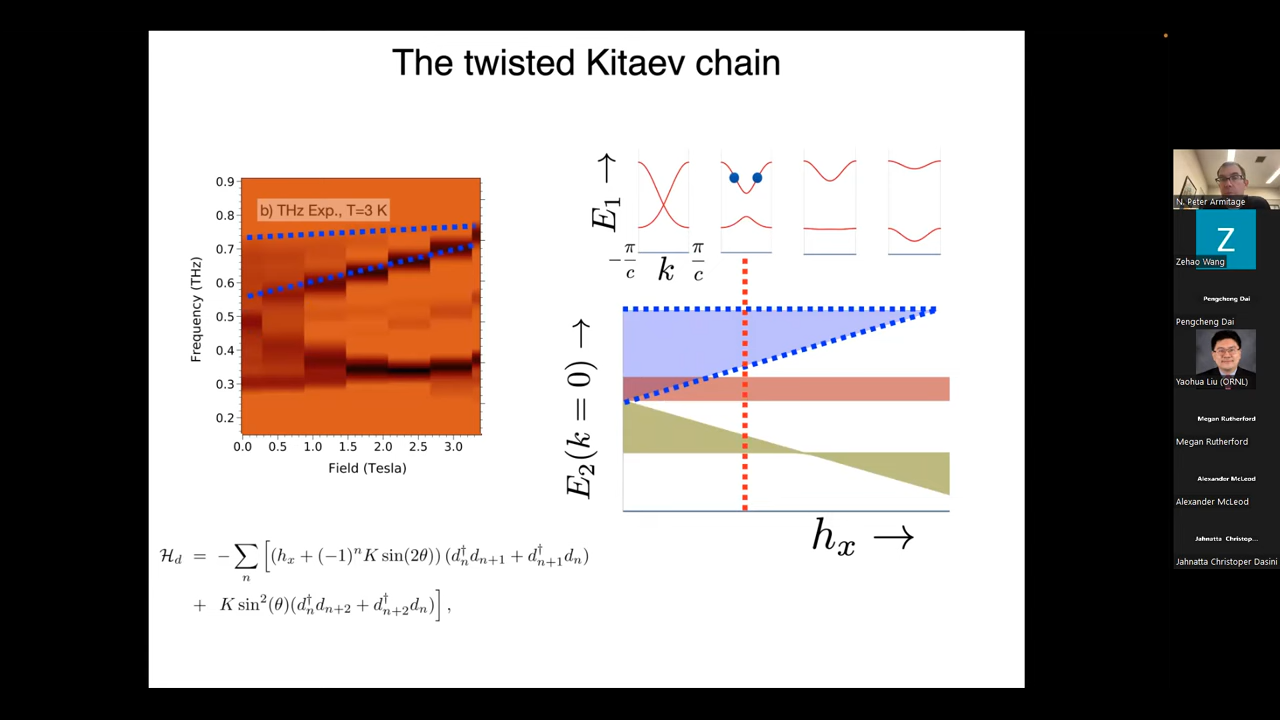 The twisted Kitaev chain
b) THz Exp., T=3 K
0.9
0.8
0.7
0.6
0.5
0.4
0.3
0.2
Frequency (THz)
0.0 0.5 1.0 1.5 2.0 2.5 3.0
Field (Tesla)
E₁ →
−π/c k π/c
E₂(k = 0) →
hₓ →
ℋ_d = −∑_n [(hₓ + (−1)ⁿK sin(2θ)) (d†_n d_{n+1} + d†_{n+1} d_n)
+ K sin²(θ)(d†_n d_{n+2} + d†_{n+2} d_n)],
N. Peter Armitage
Z
Zehao Wang
Pengcheng Dai
Pengcheng Dai
Yaohua Liu (ORNL)
Megan Rutherford
Megan Rutherford
Alexander McLeod
Alexander McLeod
Jahnatta Christop...
Jahnatta Christoper Dasini